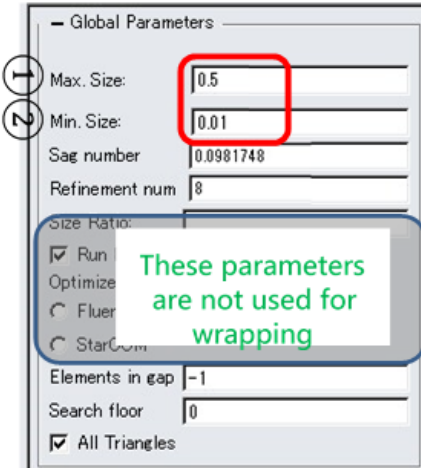 – Global Parameters
① Max. Size: 0.5
② Min. Size: 0.01
Sag number 0.0981748
Refinement num 8
Size Ratio:
Run
These parameters
Optimize
are not used for
Fluen
wrapping
StarC
Elements in gap -1
Search floor 0
All Triangles